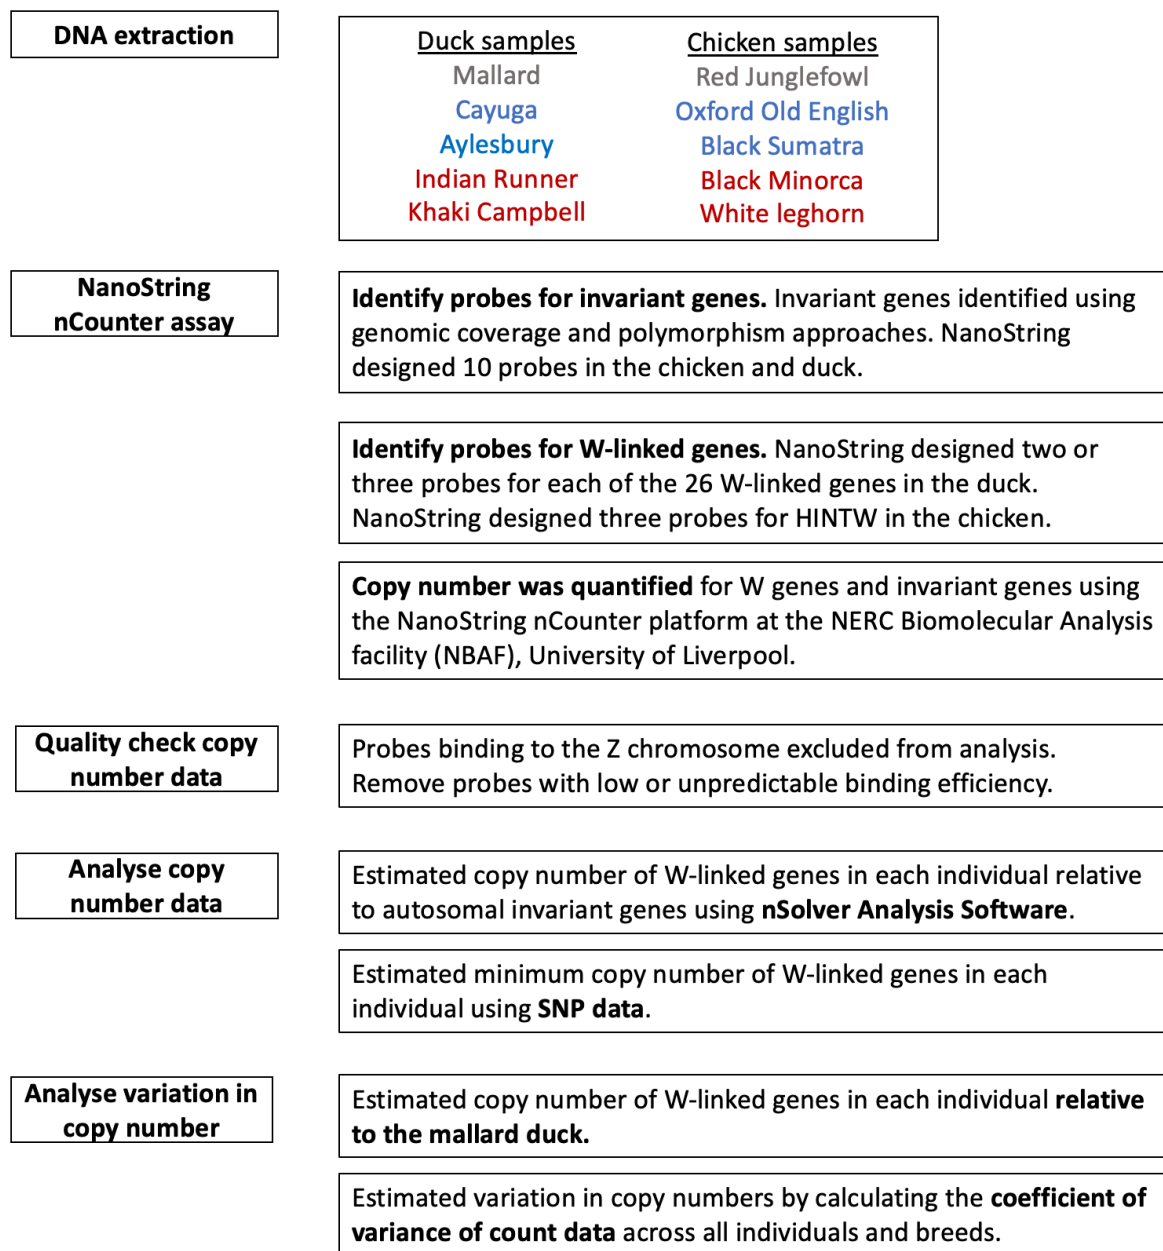 DNA extraction
Duck samples
Mallard
Cayuga
Aylesbury
Indian Runner
Khaki Campbell
Chicken samples
Red Junglefowl
Oxford Old English
Black Sumatra
Black Minorca
White leghorn
NanoString
nCounter assay
Identify probes for invariant genes. Invariant genes identified using
genomic coverage and polymorphism approaches. NanoString
designed 10 probes in the chicken and duck.
Identify probes for W-linked genes. NanoString designed two or
three probes for each of the 26 W-linked genes in the duck.
NanoString designed three probes for HINTW in the chicken.
Copy number was quantified for W genes and invariant genes using
the NanoString nCounter platform at the NERC Biomolecular Analysis
facility (NBAF), University of Liverpool.
Quality check copy
number data
Probes binding to the Z chromosome excluded from analysis.
Remove probes with low or unpredictable binding efficiency.
Analyse copy
number data
Estimated copy number of W-linked genes in each individual relative
to autosomal invariant genes using nSolver Analysis Software.
Estimated minimum copy number of W-linked genes in each
individual using SNP data.
Analyse variation in
copy number
Estimated copy number of W-linked genes in each individual relative
to the mallard duck.
Estimated variation in copy numbers by calculating the coefficient of
variance of count data across all individuals and breeds.